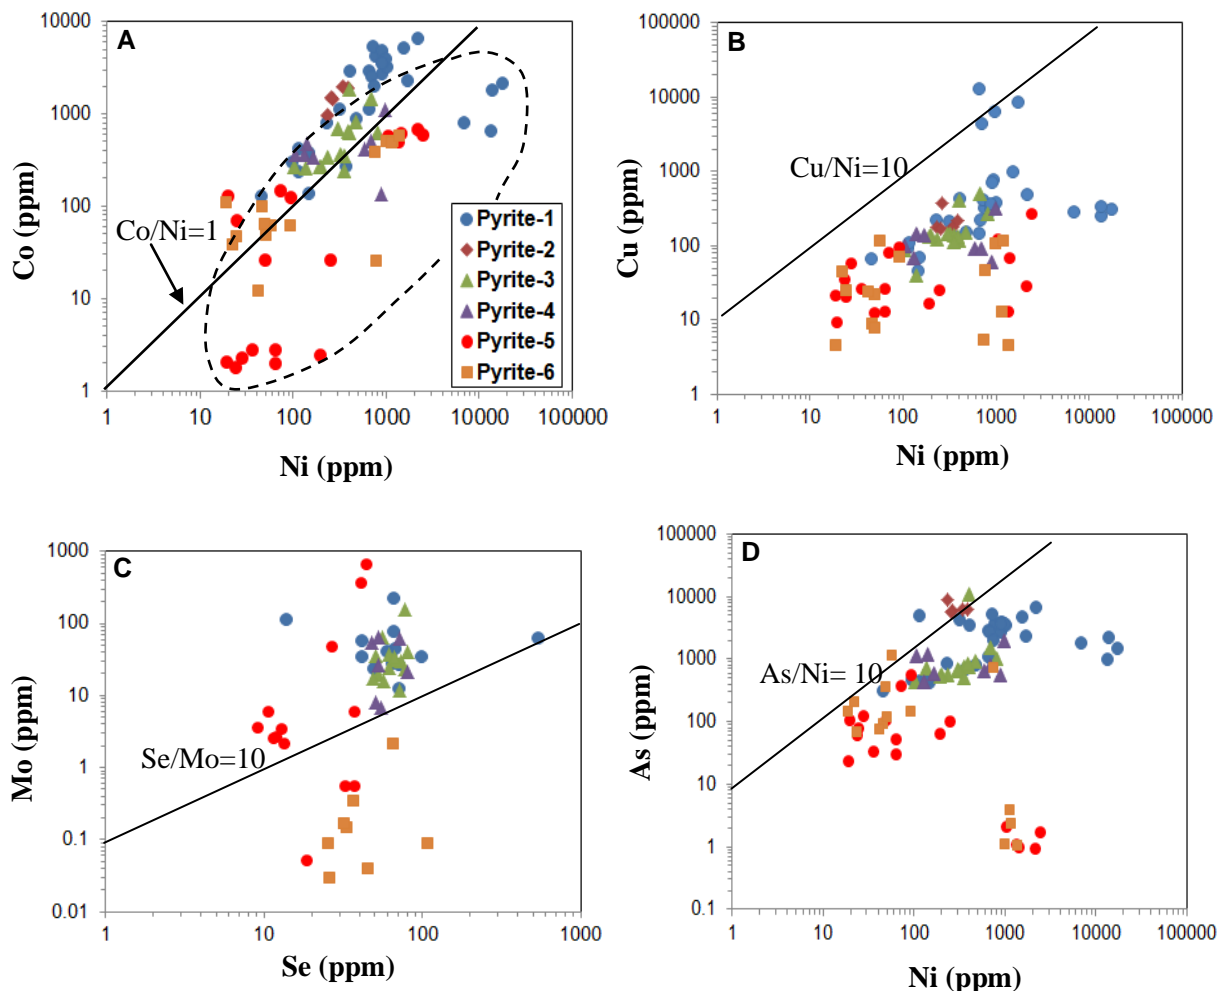 A
10000
1000
100
10
1
Co (ppm)
Co/Ni=1
Pyrite-1
Pyrite-2
Pyrite-3
Pyrite-4
Pyrite-5
Pyrite-6
1 10 100 1000 10000 100000
Ni (ppm)
B
100000
10000
1000
100
10
1
Cu (ppm)
Cu/Ni=10
1 10 100 1000 10000 100000
Ni (ppm)
C
1000
100
10
1
0.1
0.01
Mo (ppm)
Se/Mo=10
1 10 100 1000
Se (ppm)
D
100000
10000
1000
100
10
1
0.1
As (ppm)
As/Ni= 10
1 10 100 1000 10000 100000
Ni (ppm)